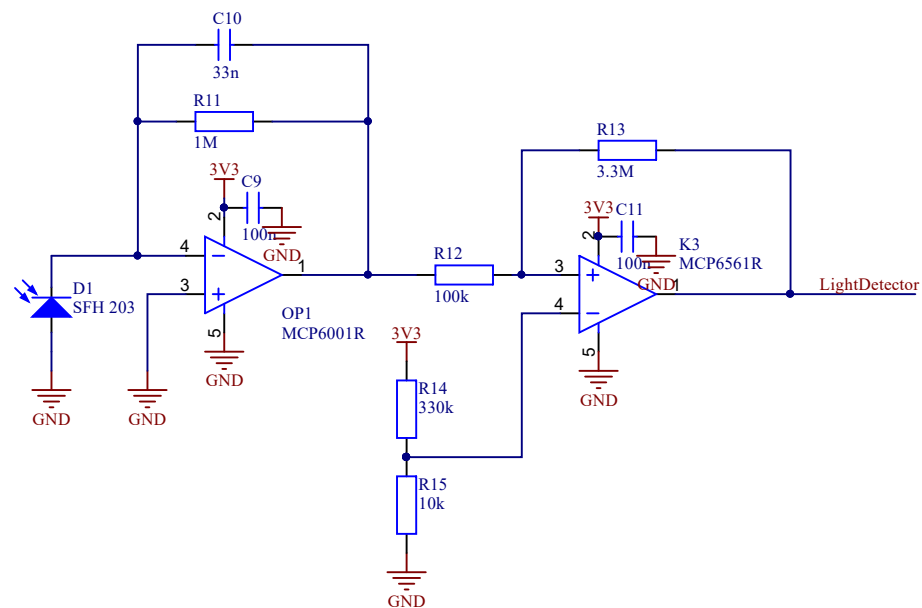 C10
33n
R11
1M
3V3
C9
100n
GND
2
4
3
1
5
OP1
MCP6001R
GND
D1
SFH 203
GND
GND
R12
100k
R13
3.3M
3V3
C11
100n
GND
2
3
4
1
5
K3
MCP6561R
GND
LightDetector
3V3
R14
330k
R15
10k
GND